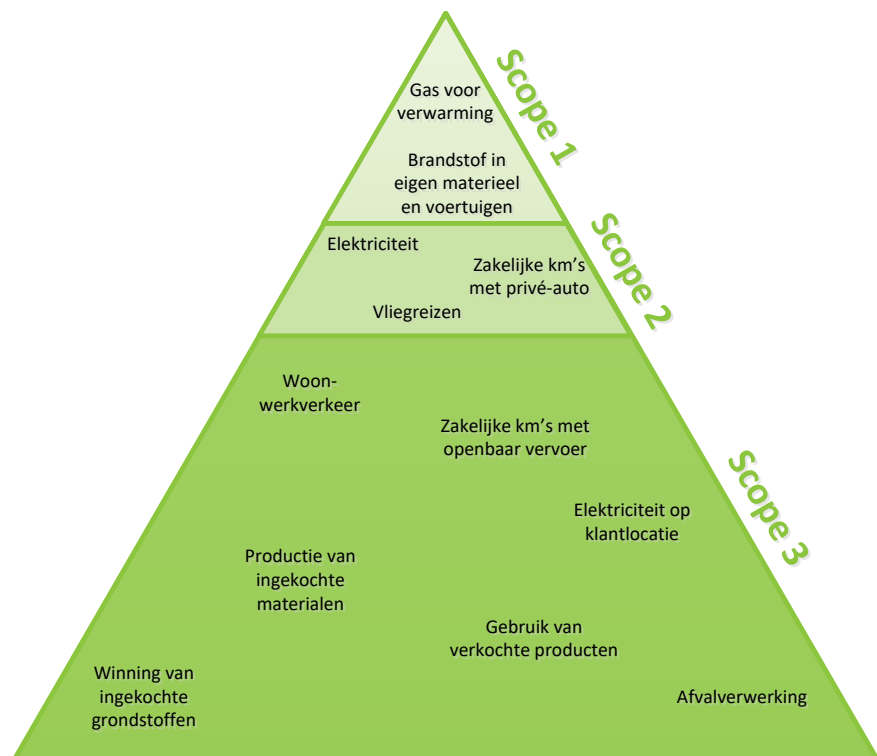 Scope 1
Gas voor
verwarming
Brandstof in
eigen materieel
en voertuigen
Scope 2
Elektriciteit
Zakelijke km's
met privé-auto
Vliegreizen
Scope 3
Woon-
werkverkeer
Zakelijke km's met
openbaar vervoer
Elektriciteit op
klantlocatie
Productie van
ingekochte
materialen
Gebruik van
verkochte producten
Winning van
ingekochte
grondstoffen
Afvalverwerking